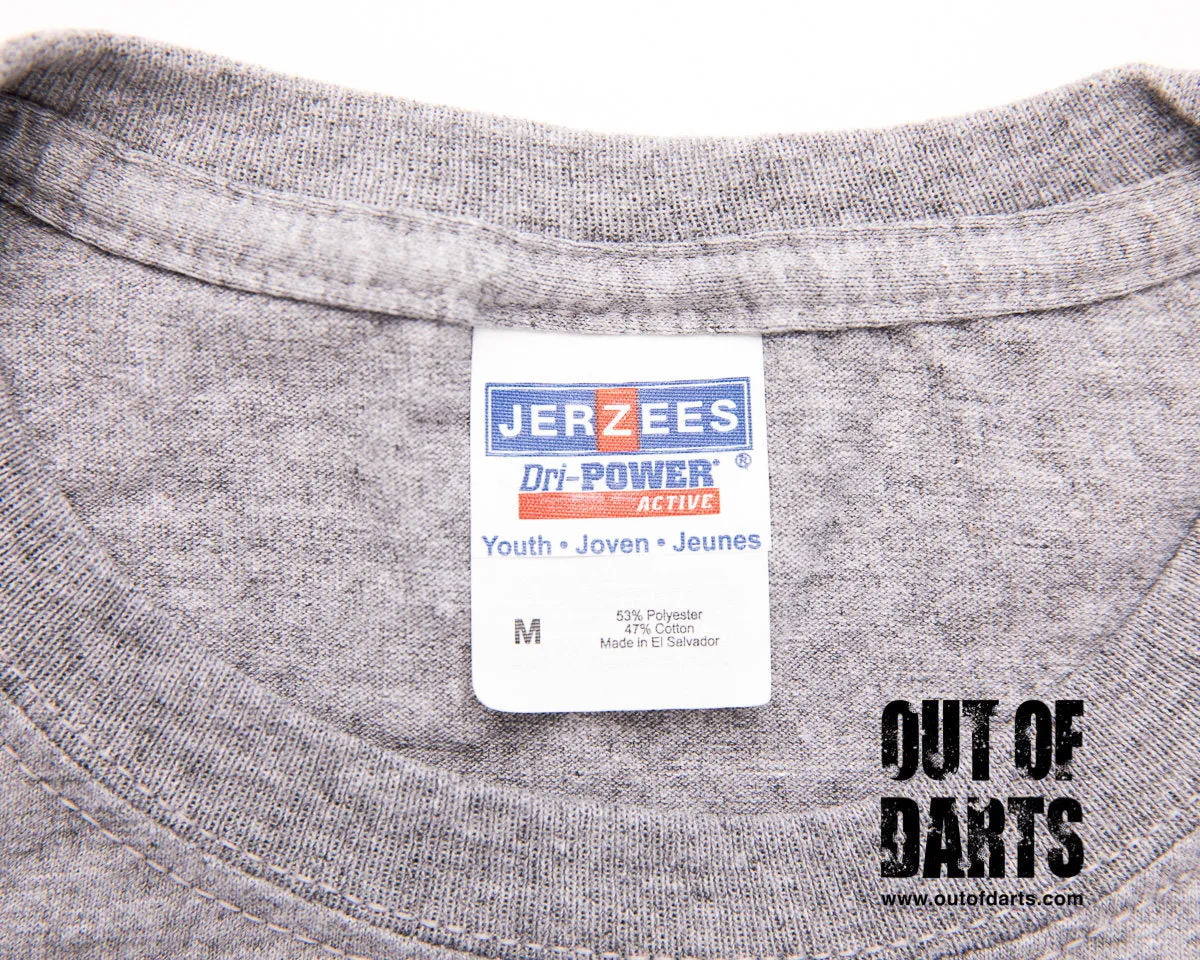 JERZEES
Dri-POWER® ®
ACTIVE
Youth • Joven • Jeunes
M
53% Polyester
47% Cotton
Made in El Salvador
OUT OF
DARTS
www.outofdarts.com